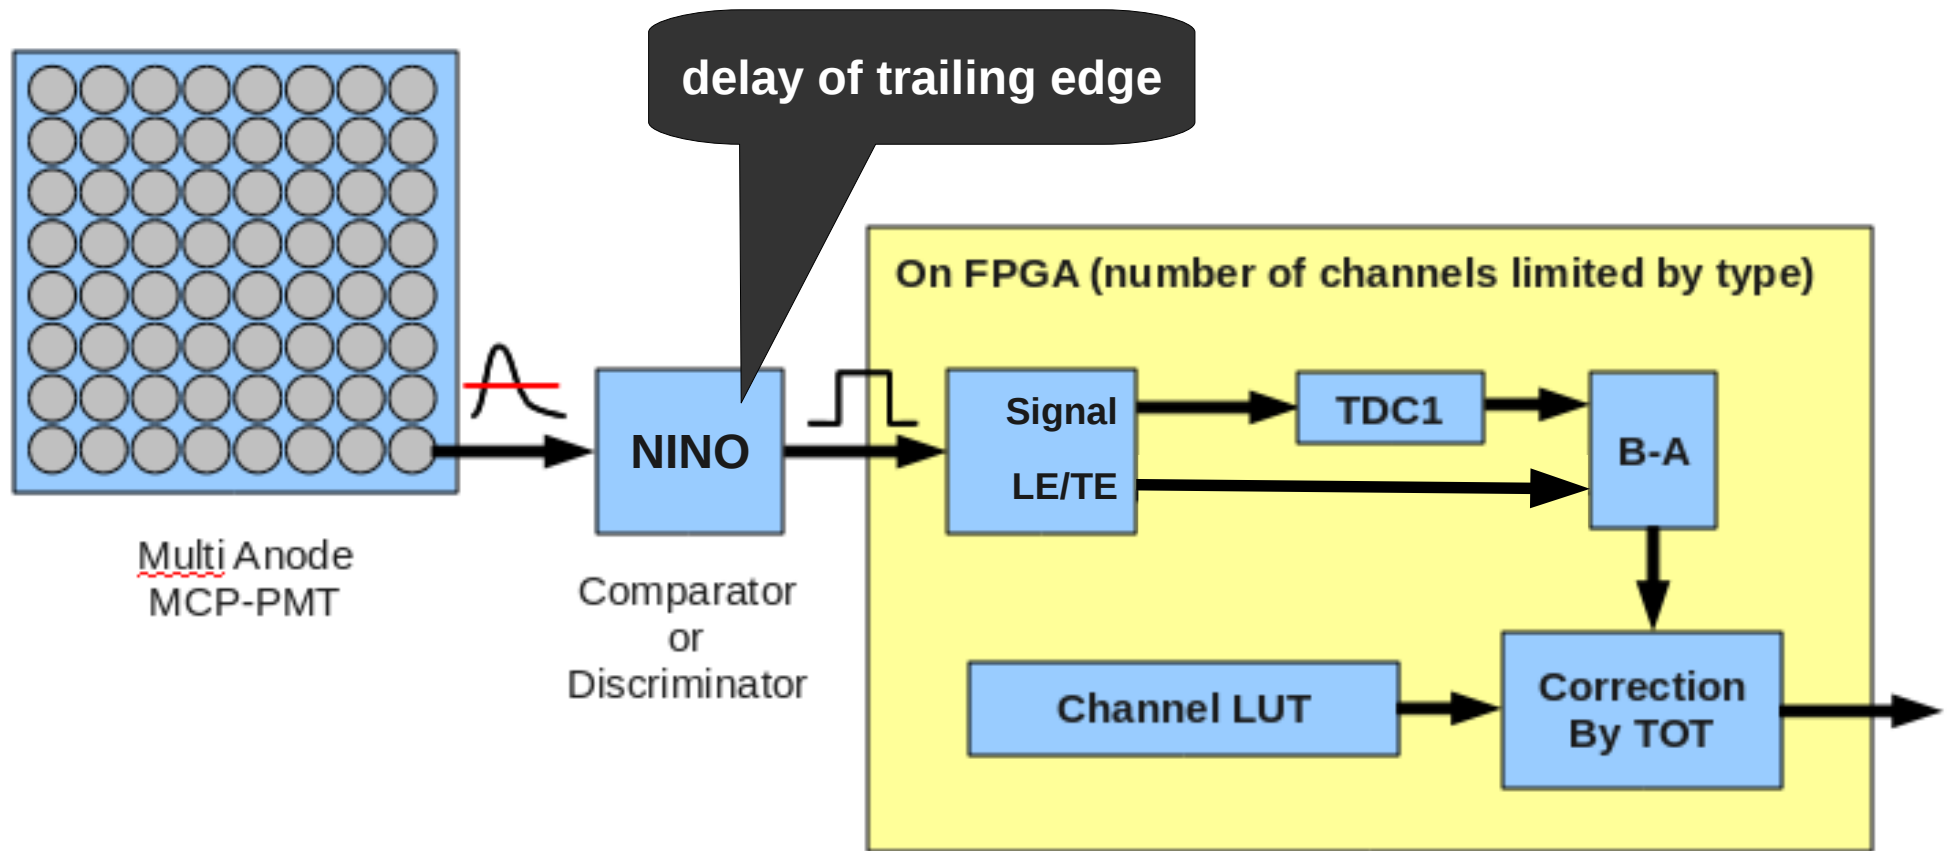 delay of trailing edge
On FPGA (number of channels limited by type)
Signal
TDC1
B-A
NINO
LE/TE
Multi Anode
MCP-PMT
Comparator
or
Discriminator
Channel LUT
Correction
By TOT